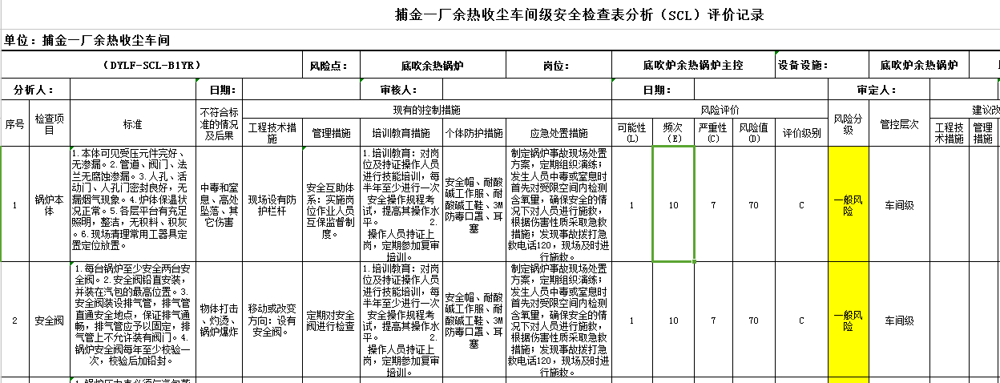 捕金一厂余热收尘车间级安全检查表分析（SCL）评价记录
单位：捕金一厂余热收尘车间
（DYLF-SCL-B1YR）
风险点：
底吹余热锅炉
岗位：
底吹炉余热锅炉主控
设备设施：
底吹炉余热锅炉
分析人：
日期：
审核人：
日期：
审定人：
序号
检查项
目
标准
不符合标
准的情况
及后果
现有的控制措施
工程技术措
施
管理措施
培训教育措施
个体防护措施
应急处置措施
风险评价
可能性
(L)
频次
（E）
严重性
(C)
风险值
(D)
评价级别
风险分
级
管控层次
建议改
工程技
术措施
管理
措施
1
锅炉本
体
1.本体可见受压元件完好、
无渗漏。2.管道、阀门、法
兰无腐蚀渗漏。3.人孔、活
动门、人孔门密封良好，无
漏烟气现象。4.炉体保温状
况正常。5.各层平台有充足
照明，整洁，无积料、积灰
。6.现场清理常用工器具定
置定位放置。
中毒和窒
息、高处
坠落、其
它伤害
现场设有防
护栏杆
安全互助体
系：实施岗
位作业人员
互保监督制
度。
1.培训教育：对岗
位及持证操作人员
进行技能培训，每
半年至少进行一次
安全操作规程考
试，提高其操作水
平。 2.
操作人员持证上
岗，定期参加复审
培训。
安全帽、耐酸
碱工作服、耐
酸碱工鞋、3M
防毒口罩、耳
塞
制定锅炉事故现场处置
方案，定期组织演练；
发生人员中毒或窒息时
首先对受限空间内检测
含氧量，确保安全的情
况下对人员进行施救，
根据伤害性质采取急救
措施；发现事故拨打急
救电话120，现场及时进
行施救。
1
10
7
70
C
一般风
险
车间级
2
安全阀
1.每台锅炉至少安全两台安
全阀。2.安全阀铅直安装，
并装在汽包的最高位置。3.
安全阀装设排气管，排气管
直通安全地点，保证排气通
畅，排气管应予以固定，排
气管上不允许装有阀门。4.
锅炉安全阀每年至少校验一
次，校验后加铅封。
物体打击
、灼烫、
锅炉爆炸
移动或改变
方向：设有
安全阀。
定期对安全
阀进行检查
1.培训教育：对岗
位及持证操作人员
进行技能培训，每
半年至少进行一次
安全操作规程考
试，提高其操作水
平。 2.
操作人员持证上
岗，定期参加复审
培训。
安全帽、耐酸
碱工作服、耐
酸碱工鞋、3M
防毒口罩、耳
塞
制定锅炉事故现场处置
方案，定期组织演练；
发生人员中毒或窒息时
首先对受限空间内检测
含氧量，确保安全的情
况下对人员进行施救，
根据伤害性质采取急救
措施；发现事故拨打急
救电话120，现场及时进
行施救。
1
10
7
70
C
一般风
险
车间级